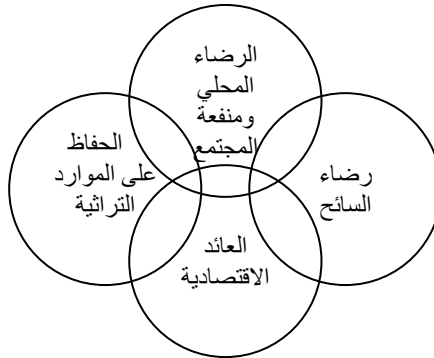 الرضاء
المحلي
ومنفعة
المجتمع
الحفاظ
على الموارد
التراثية
رضاء
السائح
العائد
الاقتصادية